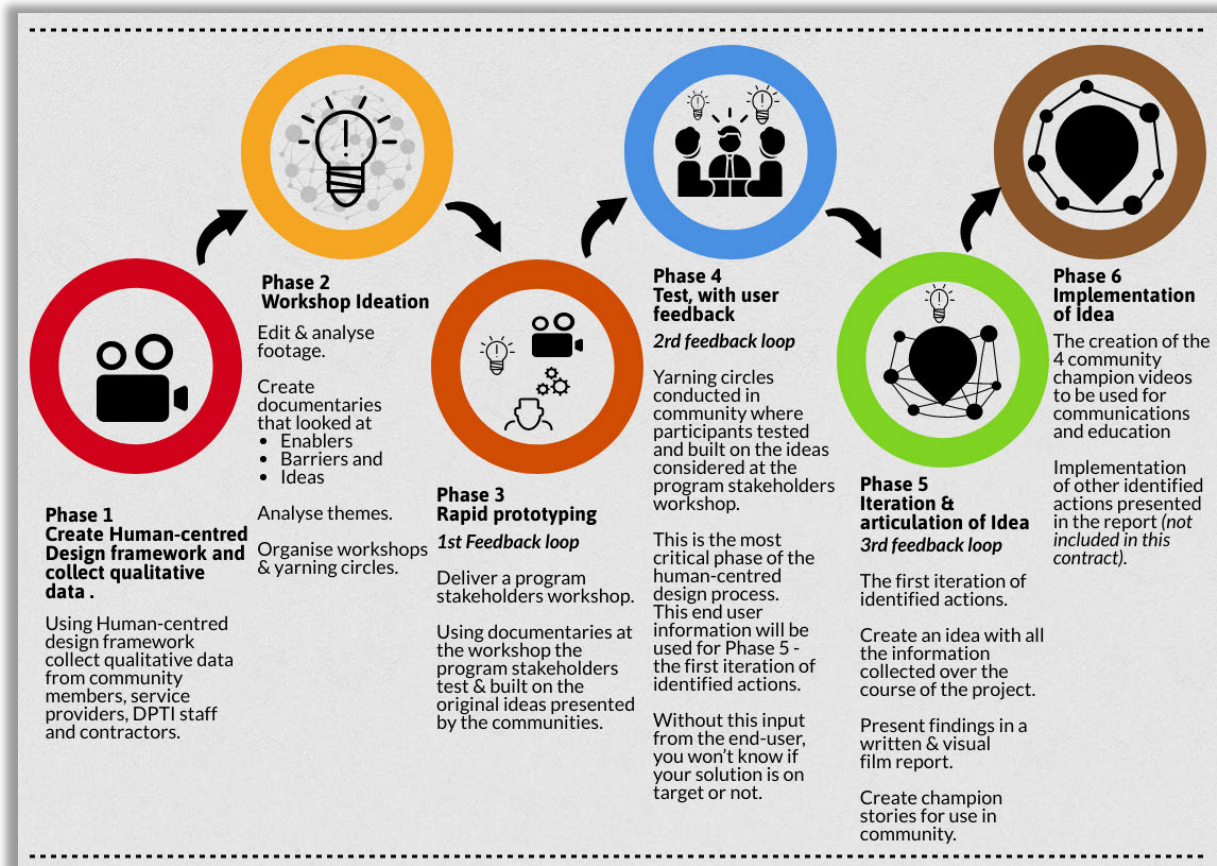 Phase 1
Create Human-centred
Design framework and
collect qualitative
data .
Using Human-centred
design framework
collect qualitative data
from community
members, service
providers, DPTI staff
and contractors.
Phase 2
Workshop Ideation
Edit & analyse
footage.
Create
documentaries
that looked at
• Enablers
• Barriers and
• Ideas
Analyse themes.
Organise workshops
& yarning circles.
Phase 3
Rapid prototyping
1st Feedback loop
Deliver a program
stakeholders workshop.
Using documentaries at
the workshop the
program stakeholders
test & built on the
original ideas presented
by the communities.
Phase 4
Test, with user
feedback
2rd feedback loop
Yarning circles
conducted in
community where
participants tested
and built on the ideas
considered at the
program stakeholders
workshop.
This is the most
critical phase of the
human-centred
design process.
This end user
information will be
used for Phase 5 -
the first iteration of
identified actions.
Without this input
from the end-user,
you won't know if
your solution is on
target or not.
Phase 5
Iteration &
articulation of Idea
3rd feedback loop
The first iteration of
identified actions.
Create an idea with all
the information
collected over the
course of the project.
Present findings in a
written & visual
film report.
Create champion
stories for use in
community.
Phase 6
Implementation
of Idea
The creation of the
4 community
champion videos
to be used for
communications
and education
Implementation
of other identified
actions presented
in the report (not
included in this
contract).